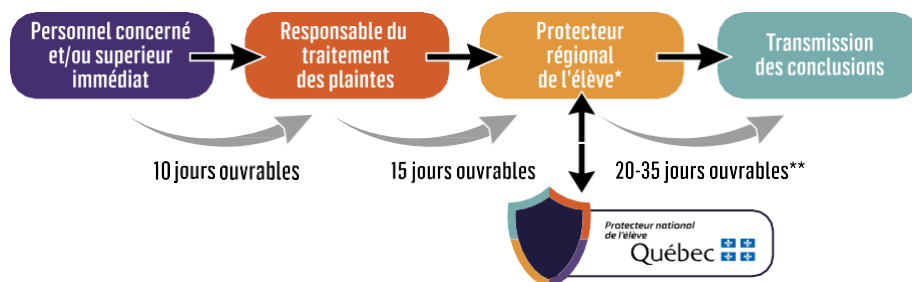 Personnel concerné
et/ou superieur
immédiat
Responsable du
traitement
des plaintes
Protecteur
régional
de l'élève*
Transmission
des conclusions
10 jours ouvrables
15 jours ouvrables
20-35 jours ouvrables**
Protecteur national
de l'élève
Québec